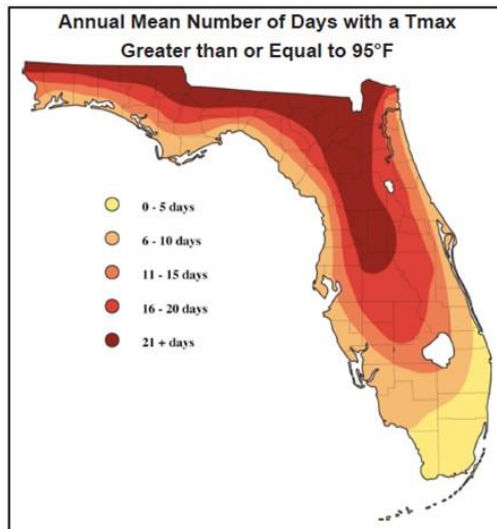 Annual Mean Number of Days with a Tmax
Greater than or Equal to 95°F
0 - 5 days
6 - 10 days
11 - 15 days
16 - 20 days
21 + days